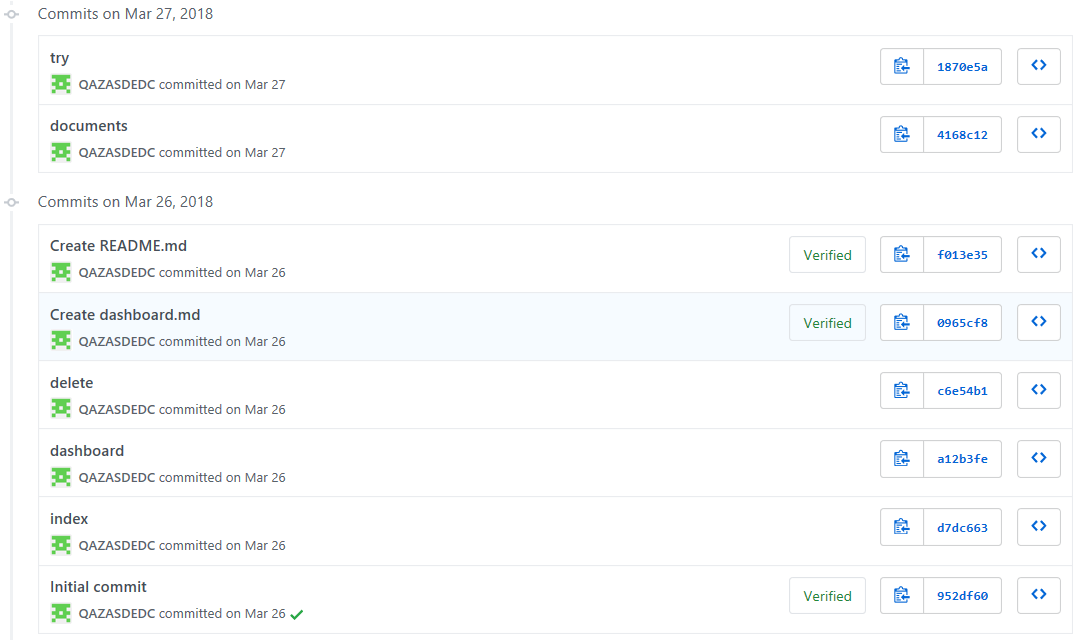 Commits on Mar 27, 2018
try
QAZASDEDC committed on Mar 27
1870e5a
documents
QAZASDEDC committed on Mar 27
4168c12
Commits on Mar 26, 2018
Create README.md
QAZASDEDC committed on Mar 26
Verified
f013e35
Create dashboard.md
QAZASDEDC committed on Mar 26
Verified
0965cf8
delete
QAZASDEDC committed on Mar 26
c6e54b1
dashboard
QAZASDEDC committed on Mar 26
a12b3fe
index
QAZASDEDC committed on Mar 26
d7dc663
Initial commit
QAZASDEDC committed on Mar 26
Verified
952df60